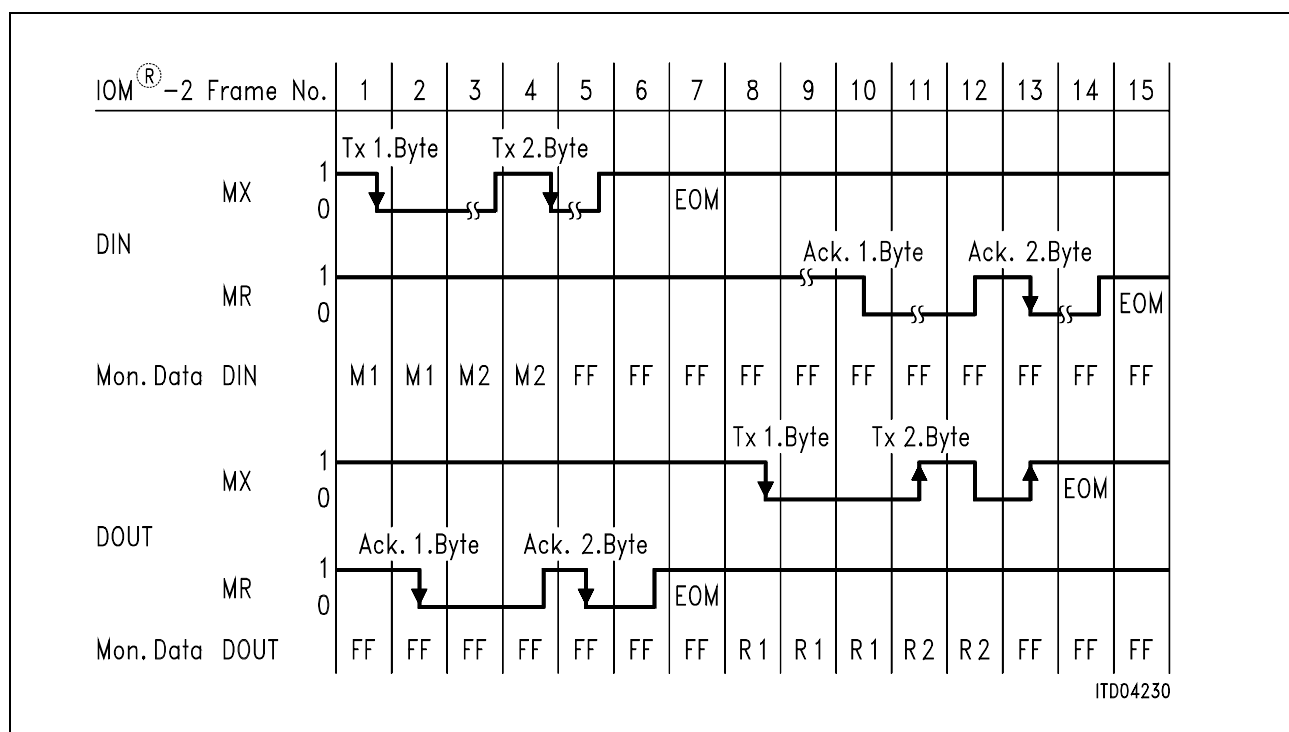 IOM®-2 Frame No. 1 2 3 4 5 6 7 8 9 10 11 12 13 14 15
Tx 1.Byte Tx 2.Byte
1
MX
0
EOM
DIN
Ack. 1.Byte Ack. 2.Byte
1
MR
0
EOM
Mon. Data DIN M1 M1 M2 M2 FF FF FF FF FF FF FF FF FF FF FF
Tx 1.Byte Tx 2.Byte
1
MX
0
EOM
DOUT
Ack. 1.Byte Ack. 2.Byte
1
MR
0
EOM
Mon. Data DOUT FF FF FF FF FF FF FF R1 R1 R1 R2 R2 FF FF FF
ITD04230